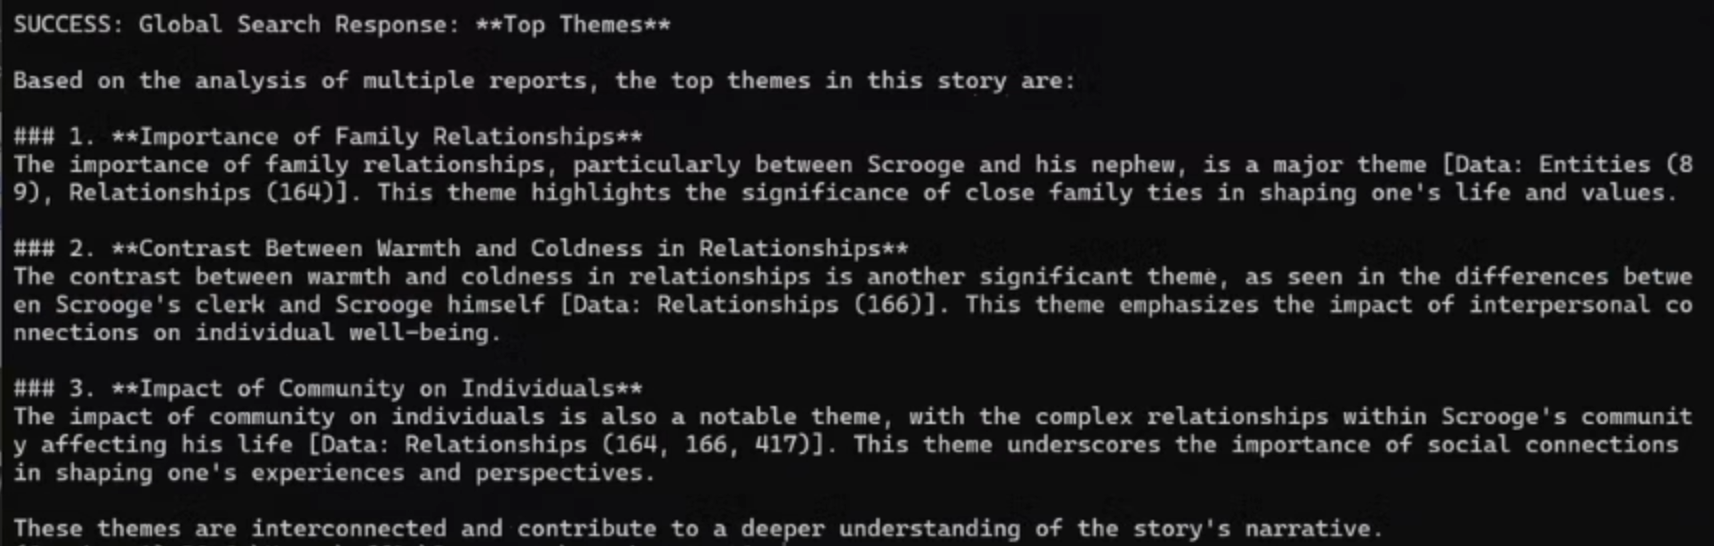 SUCCESS: Global Search Response: **Top Themes**
Based on the analysis of multiple reports, the top themes in this story are:
### 1. **Importance of Family Relationships**
The importance of family relationships, particularly between Scrooge and his nephew, is a major theme [Data: Entities (8
9), Relationships (164)]. This theme highlights the significance of close family ties in shaping one's life and values.
### 2. **Contrast Between Warmth and Coldness in Relationships**
The contrast between warmth and coldness in relationships is another significant theme, as seen in the differences betwe
en Scrooge's clerk and Scrooge himself [Data: Relationships (166)]. This theme emphasizes the impact of interpersonal co
nnections on individual well-being.
### 3. **Impact of Community on Individuals**
The impact of community on individuals is also a notable theme, with the complex relationships within Scrooge's communit
y affecting his life [Data: Relationships (164, 166, 417)]. This theme underscores the importance of social connections
in shaping one's experiences and perspectives.
These themes are interconnected and contribute to a deeper understanding of the story's narrative.